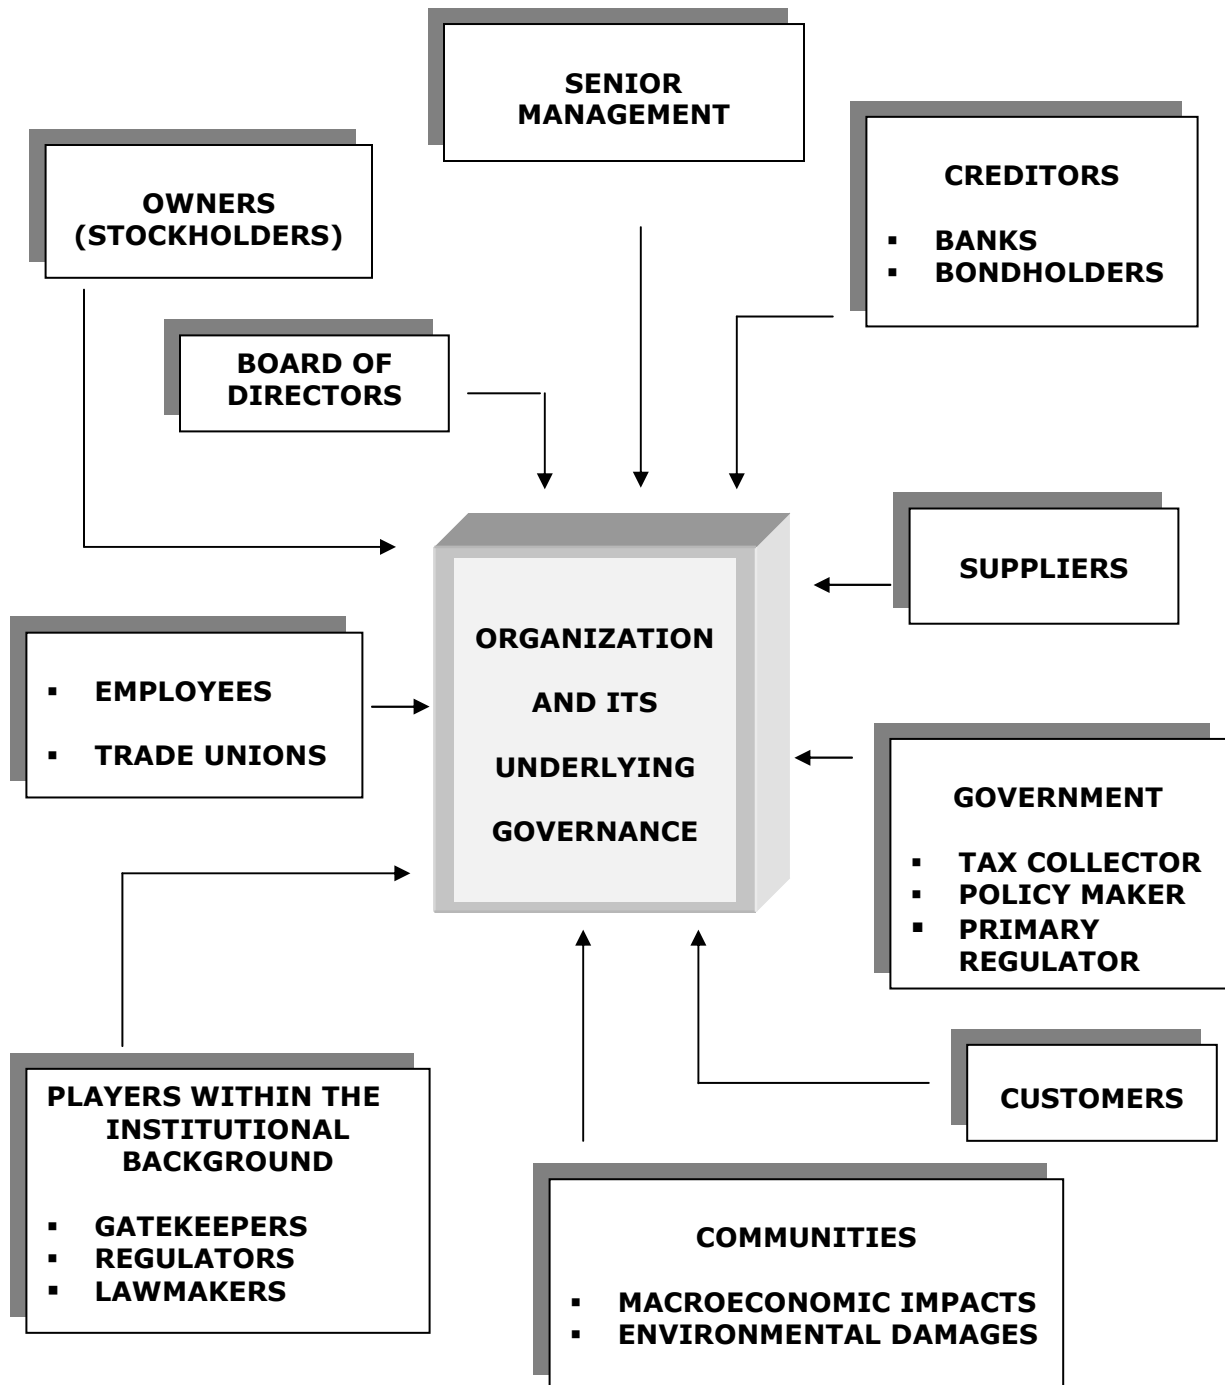 SENIOR
MANAGEMENT
OWNERS
(STOCKHOLDERS)
CREDITORS
▪ BANKS
▪ BONDHOLDERS
BOARD OF
DIRECTORS
SUPPLIERS
ORGANIZATION
AND ITS
UNDERLYING
GOVERNANCE
▪ EMPLOYEES
▪ TRADE UNIONS
GOVERNMENT
▪ TAX COLLECTOR
▪ POLICY MAKER
▪ PRIMARY
REGULATOR
CUSTOMERS
PLAYERS WITHIN THE
INSTITUTIONAL
BACKGROUND
▪ GATEKEEPERS
▪ REGULATORS
▪ LAWMAKERS
COMMUNITIES
▪ MACROECONOMIC IMPACTS
▪ ENVIRONMENTAL DAMAGES